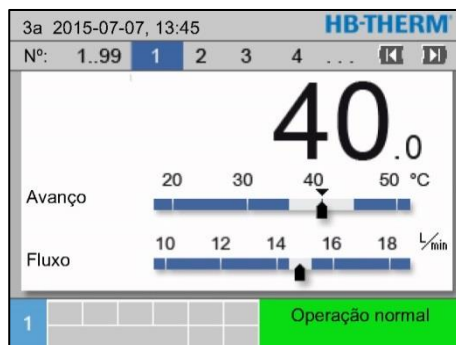 3a 2015-07-07, 13:45 HB-THERM
Nº: 1..99 1 2 3 4 ...
40.0
20 30 40 50 °C
Avanço
10 12 14 16 18 L/min
Fluxo
1 Operação normal